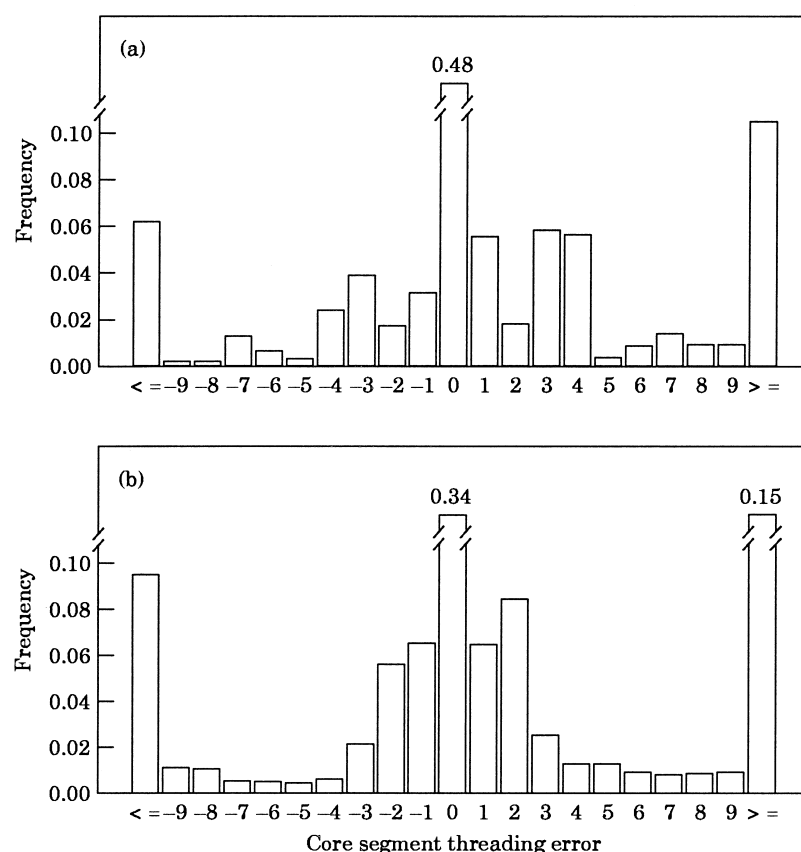 (a)
0.48
0.10
0.08
0.06
0.04
0.02
0.00
Frequency
< = –9 –8 –7 –6 –5 –4 –3 –2 –1 0 1 2 3 4 5 6 7 8 9 > =
(b)
0.34 0.15
0.10
0.08
0.06
0.04
0.02
0.00
Frequency
< = –9 –8 –7 –6 –5 –4 –3 –2 –1 0 1 2 3 4 5 6 7 8 9 > =
Core segment threading error